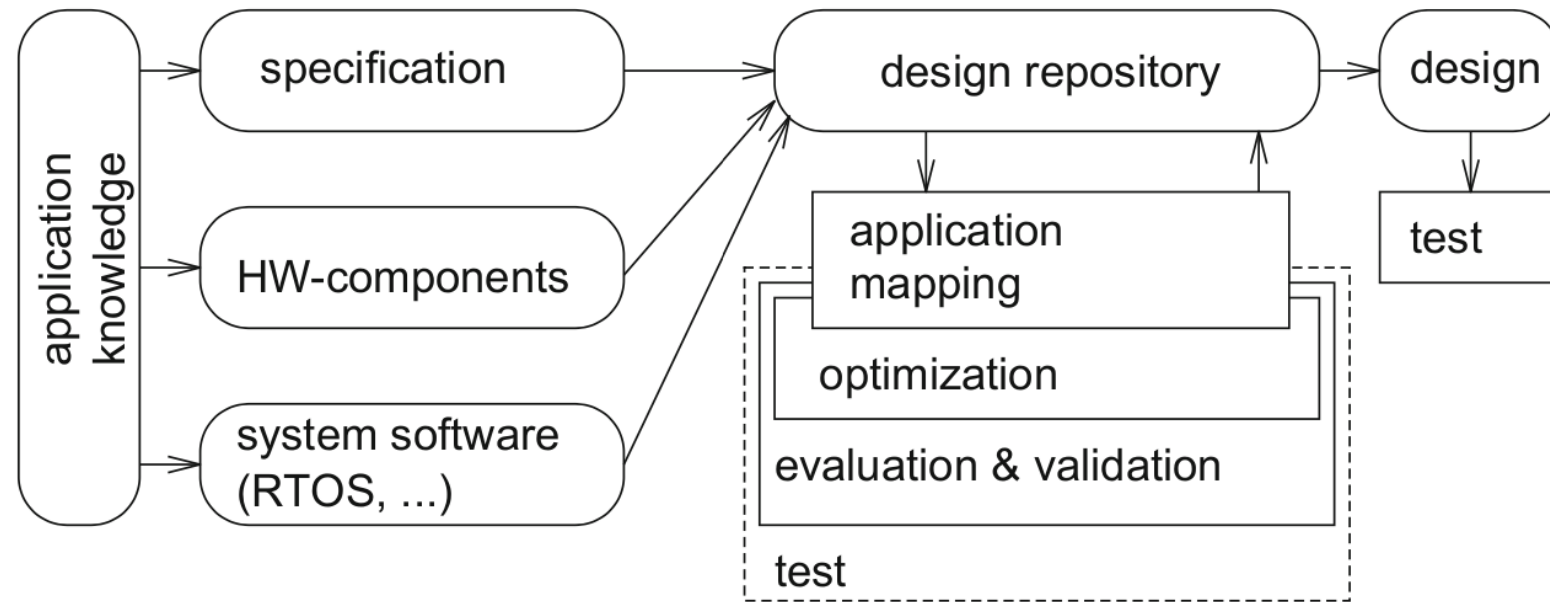 application
knowledge
specification
HW-components
system software
(RTOS, ...)
design repository
application
mapping
optimization
evaluation & validation
test
design
test